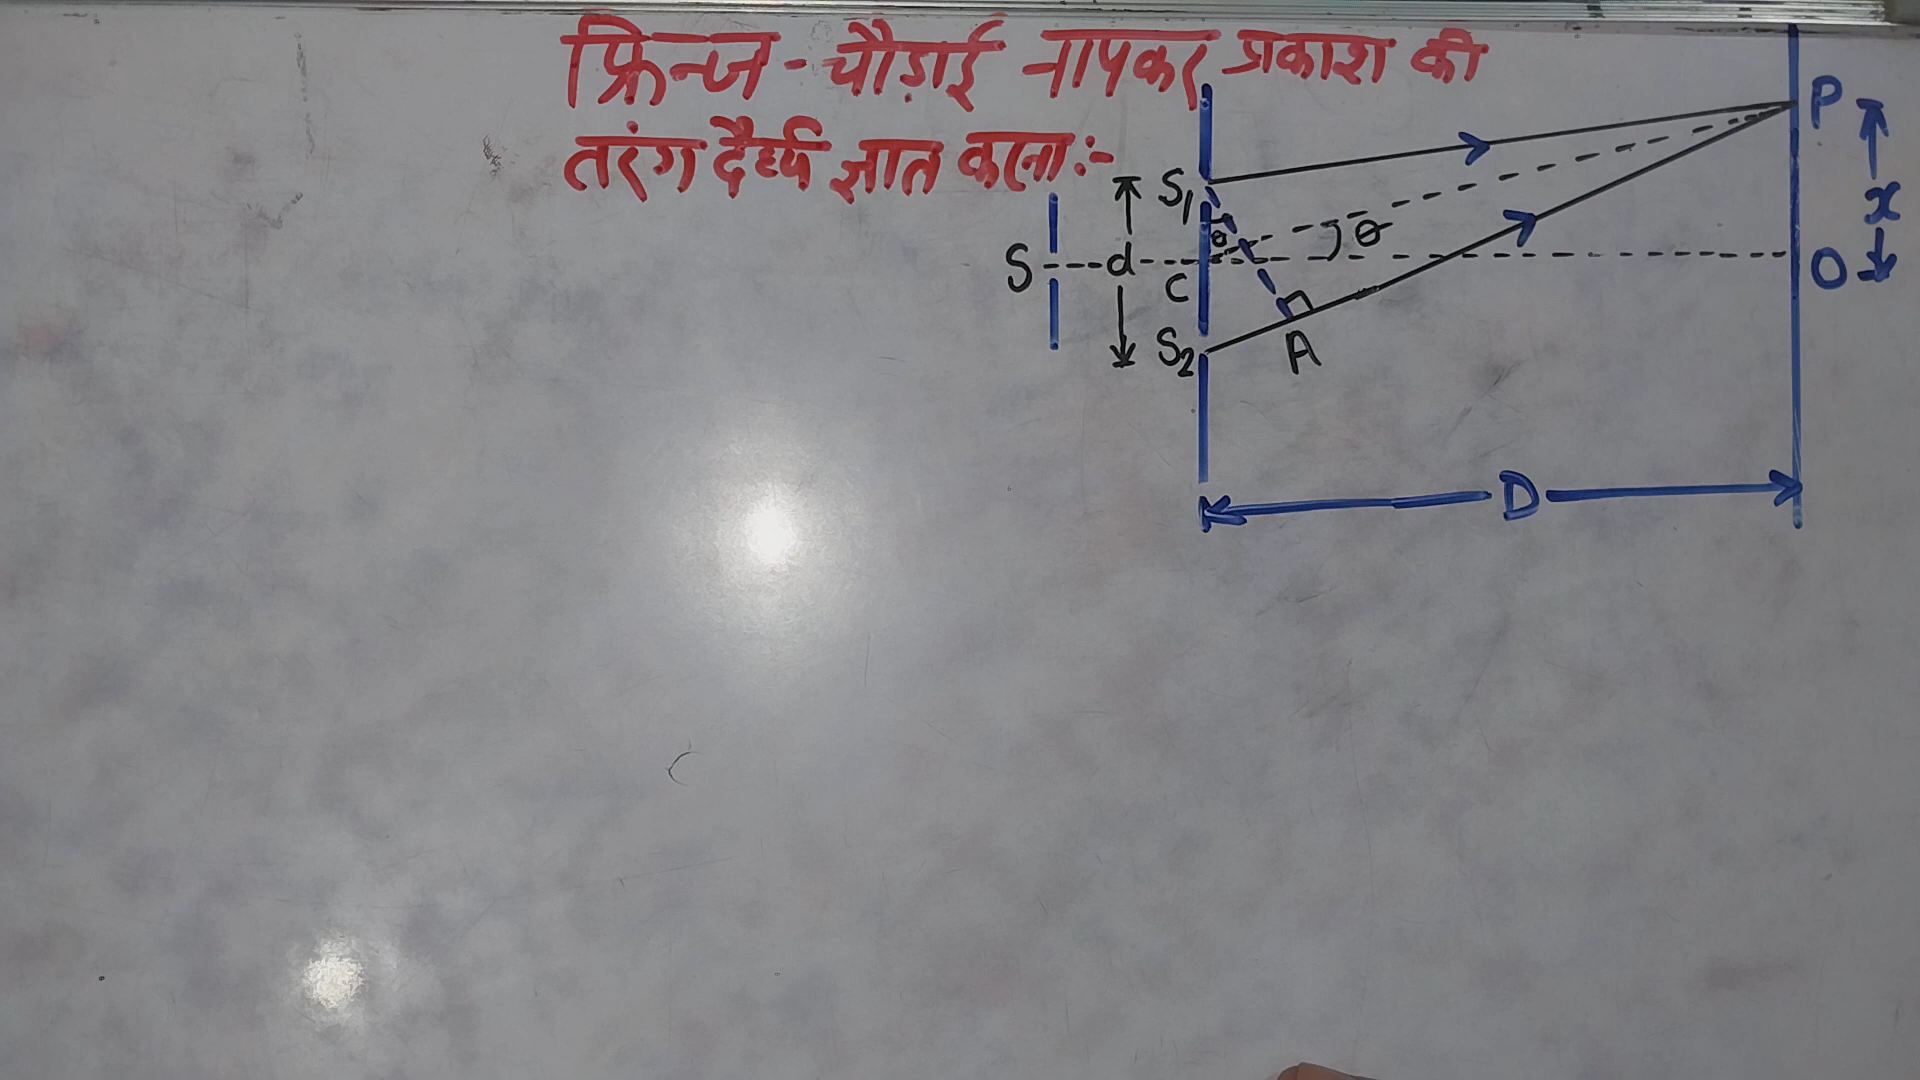 फ्रिन्ज - चौड़ाई नापकर प्रकाश की
तरंग दैर्ध्य ज्ञात करना :-
P
S₁
x
θ
θ
S
d
C
O
S₂
A
D